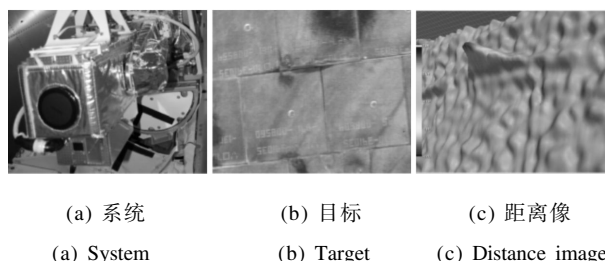 (a) 系统 (b) 目标 (c) 距离像
(a) System (b) Target (c) Distance image